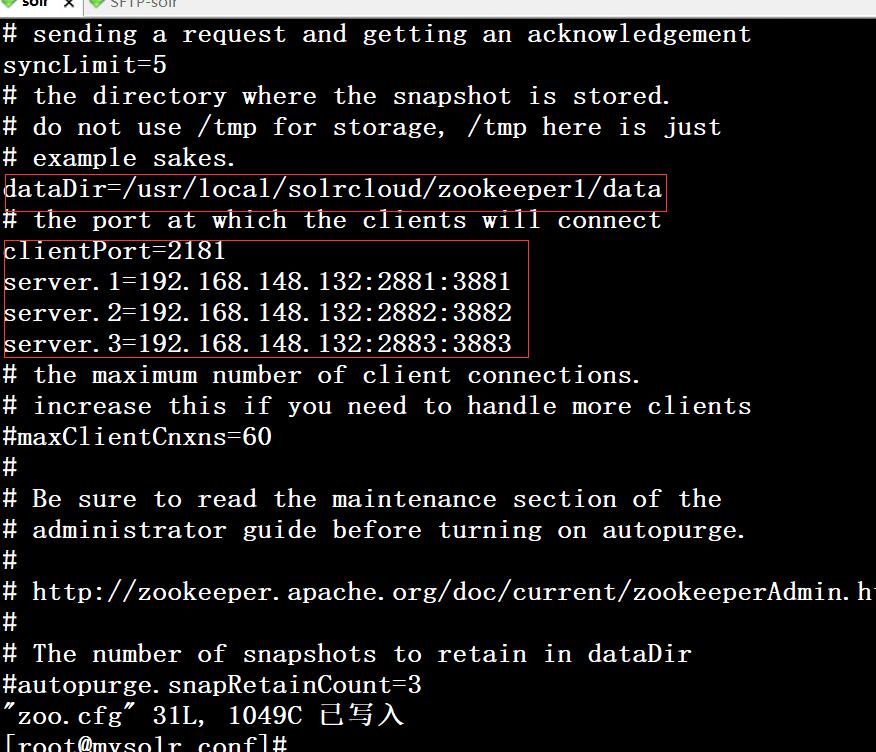 solr x SFTP-solr
# sending a request and getting an acknowledgement
syncLimit=5
# the directory where the snapshot is stored.
# do not use /tmp for storage, /tmp here is just
# example sakes.
dataDir=/usr/local/solrcloud/zookeeper1/data
# the port at which the clients will connect
clientPort=2181
server.1=192.168.148.132:2881:3881
server.2=192.168.148.132:2882:3882
server.3=192.168.148.132:2883:3883
# the maximum number of client connections.
# increase this if you need to handle more clients
#maxClientCnxns=60
#
# Be sure to read the maintenance section of the
# administrator guide before turning on autopurge.
#
# http://zookeeper.apache.org/doc/current/zookeeperAdmin.h
#
# The number of snapshots to retain in dataDir
#autopurge.snapRetainCount=3
"zoo.cfg" 31L, 1049C 已写入
[root@mysolr conf]#